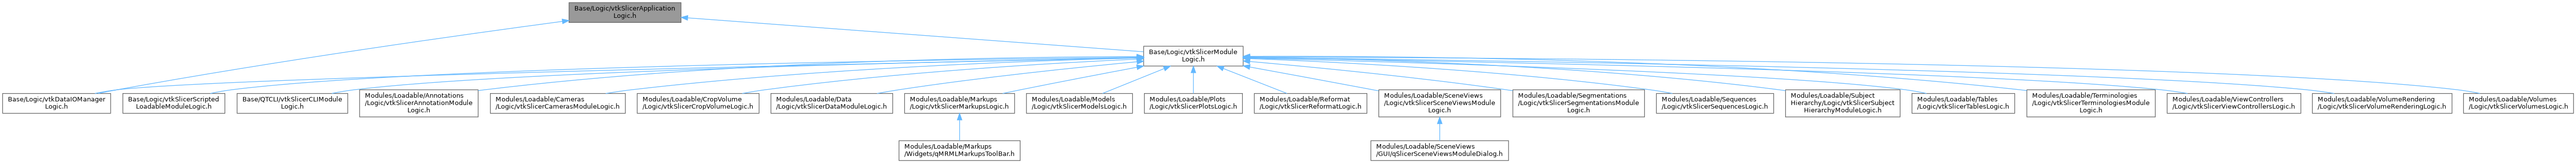 Base/Logic/vtkSlicerApplication
Logic.h
Base/Logic/vtkSlicerModule
Logic.h
Base/Logic/vtkDataIOManager
Logic.h
Base/Logic/vtkSlicerScripted
LoadableModuleLogic.h
Base/QTCLI/vtkSlicerCLIModule
Logic.h
Modules/Loadable/Annotations
/Logic/vtkSlicerAnnotationModule
Logic.h
Modules/Loadable/Cameras
/Logic/vtkSlicerCamerasModuleLogic.h
Modules/Loadable/CropVolume
/Logic/vtkSlicerCropVolumeLogic.h
Modules/Loadable/Data
/Logic/vtkSlicerDataModuleLogic.h
Modules/Loadable/Markups
/Logic/vtkSlicerMarkupsLogic.h
Modules/Loadable/Models
/Logic/vtkSlicerModelsLogic.h
Modules/Loadable/Plots
/Logic/vtkSlicerPlotsLogic.h
Modules/Loadable/Reformat
/Logic/vtkSlicerReformatLogic.h
Modules/Loadable/SceneViews
/Logic/vtkSlicerSceneViewsModule
Logic.h
Modules/Loadable/Segmentations
/Logic/vtkSlicerSegmentationsModule
Logic.h
Modules/Loadable/Sequences
/Logic/vtkSlicerSequencesLogic.h
Modules/Loadable/Subject
Hierarchy/Logic/vtkSlicerSubject
HierarchyModuleLogic.h
Modules/Loadable/Tables
/Logic/vtkSlicerTablesLogic.h
Modules/Loadable/Terminologies
/Logic/vtkSlicerTerminologiesModule
Logic.h
Modules/Loadable/ViewControllers
/Logic/vtkSlicerViewControllersLogic.h
Modules/Loadable/VolumeRendering
/Logic/vtkSlicerVolumeRenderingLogic.h
Modules/Loadable/Volumes
/Logic/vtkSlicerVolumesLogic.h
Modules/Loadable/Markups
/Widgets/qMRMLMarkupsToolBar.h
Modules/Loadable/SceneViews
/GUI/qSlicerSceneViewsModuleDialog.h